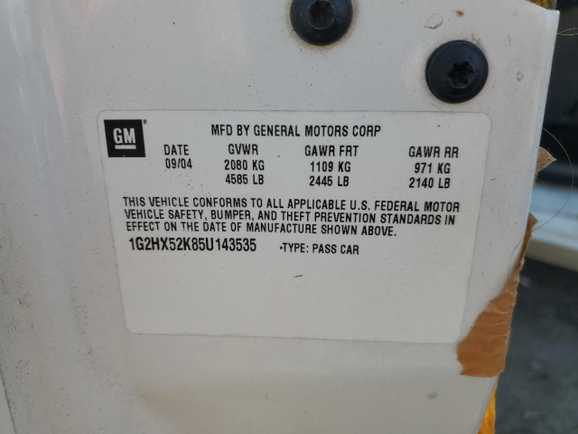 GM
MFD BY GENERAL MOTORS CORP
DATE GVWR GAWR FRT GAWR RR
09/04 2080 KG 1109 KG 971 KG
4585 LB 2445 LB 2140 LB
THIS VEHICLE CONFORMS TO ALL APPLICABLE U.S. FEDERAL MOTOR
VEHICLE SAFETY, BUMPER, AND THEFT PREVENTION STANDARDS IN
EFFECT ON THE DATE OF MANUFACTURE SHOWN ABOVE.
1G2HX52K85U143535 •TYPE: PASS CAR